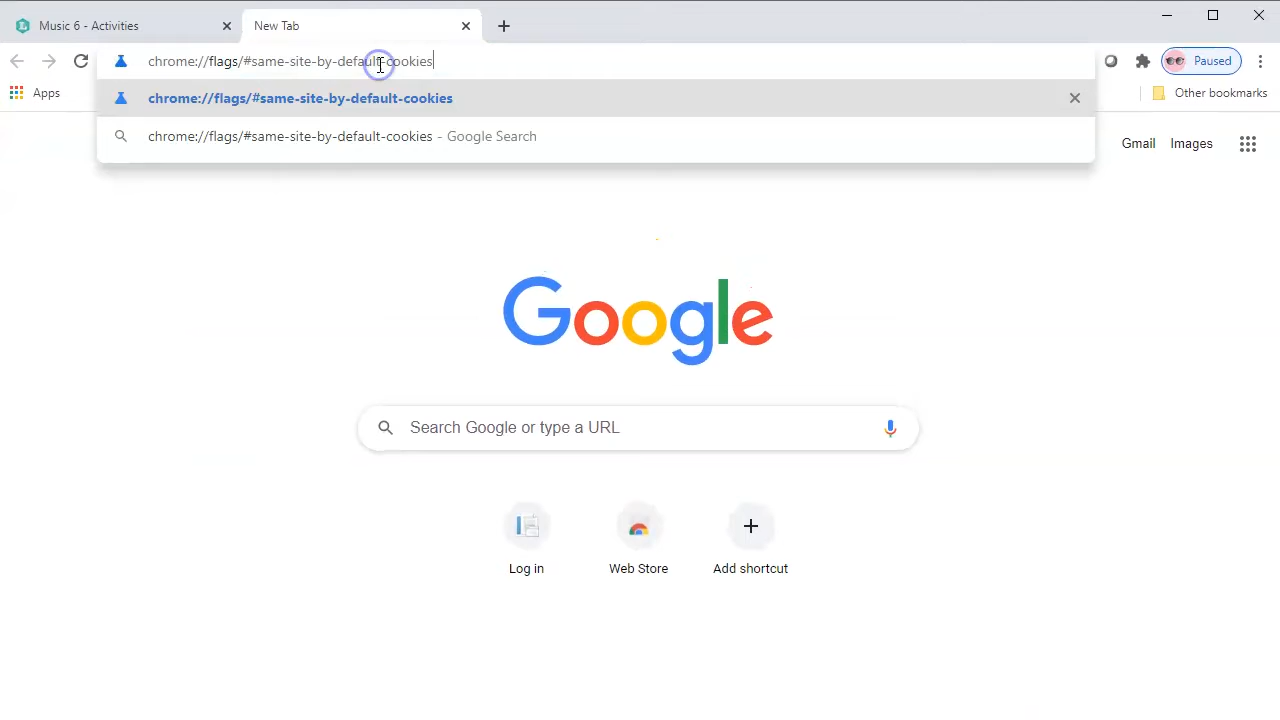 Music 6 - Activities
New Tab
chrome://flags/#same-site-by-default-cookies
Paused
chrome://flags/#same-site-by-default-cookies
Apps
Other bookmarks
chrome://flags/#same-site-by-default-cookies - Google Search
Gmail
Images
Google
Search Google or type a URL
Log in
Web Store
Add shortcut